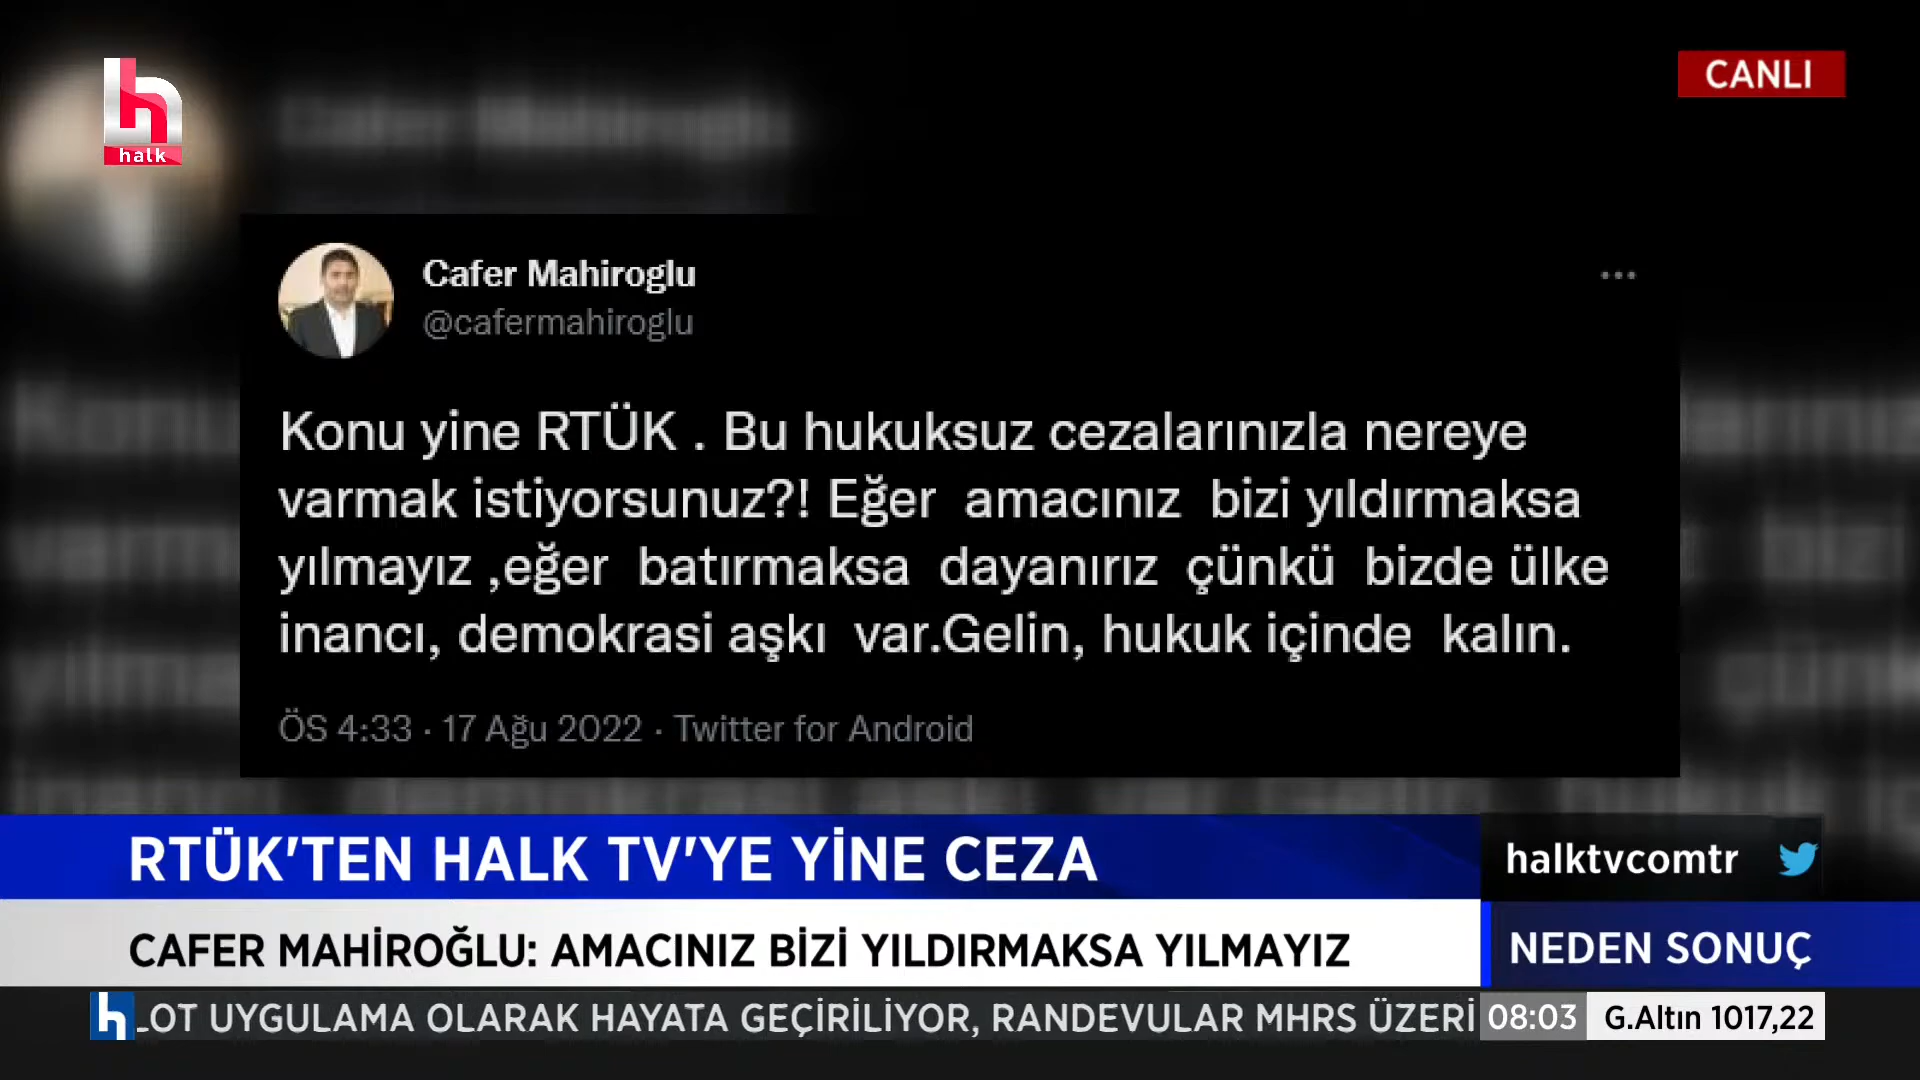 halk
CANLI
Cafer Mahiroglu
@cafermahiroglu
Konu yine RTÜK . Bu hukuksuz cezalarınızla nereye
varmak istiyorsunuz?! Eğer amacınız bizi yıldırmaksa
yılmayız ,eğer batırmaksa dayanırız çünkü bizde ülke
inancı, demokrasi aşkı var.Gelin, hukuk içinde kalın.
ÖS 4:33 · 17 Ağu 2022 · Twitter for Android
RTÜK'TEN HALK TV'YE YİNE CEZA
halktvcomtr
CAFER MAHİROĞLU: AMACINIZ BİZİ YILDIRMAKSA YILMAYIZ
NEDEN SONUÇ
LOT UYGULAMA OLARAK HAYATA GEÇİRİLİYOR, RANDEVULAR MHRS ÜZERİ
08:03
G.Altın 1017,22